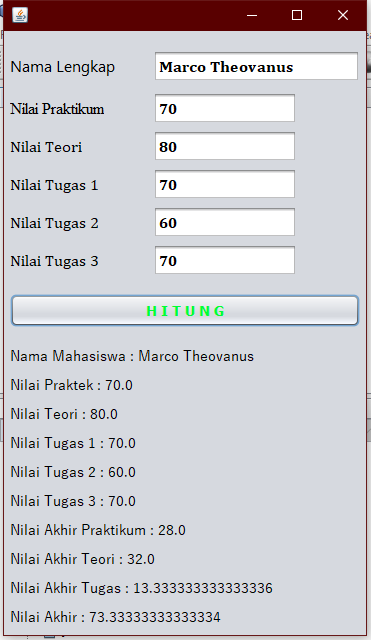 Nama Lengkap Marco Theovanus
Nilai Praktikum 70
Nilai Teori 80
Nilai Tugas 1 70
Nilai Tugas 2 60
Nilai Tugas 3 70
H I T U N G
Nama Mahasiswa : Marco Theovanus
Nilai Praktek : 70.0
Nilai Teori : 80.0
Nilai Tugas 1 : 70.0
Nilai Tugas 2 : 60.0
Nilai Tugas 3 : 70.0
Nilai Akhir Praktikum : 28.0
Nilai Akhir Teori : 32.0
Nilai Akhir Tugas : 13.333333333333336
Nilai Akhir : 73.33333333333334